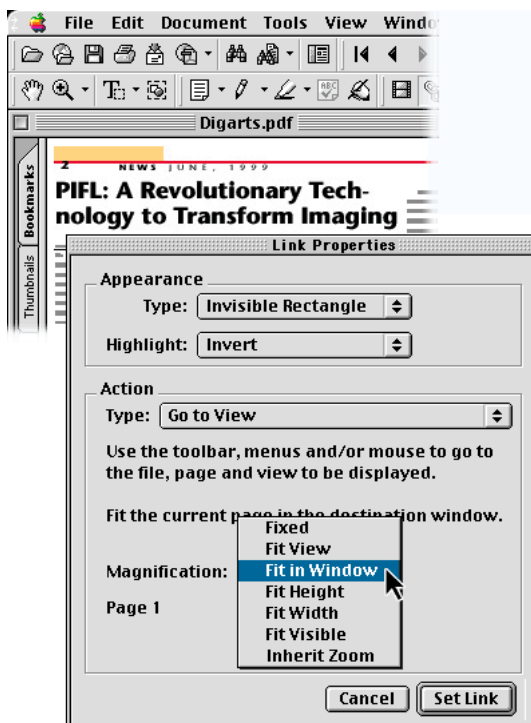 File Edit Document Tools View Windo
Digarts.pdf
Bookmarks
Thumbnails
2 NEWS JUNE, 1999
PIFL: A Revolutionary Tech-
nology to Transform Imaging
Link Properties
Appearance
Type: Invisible Rectangle
Highlight: Invert
Action
Type: Go to View
Use the toolbar, menus and/or mouse to go to
the file, page and view to be displayed.
Fit the current page in the destination window.
Fixed
Fit View
Magnification: Fit in Window
Fit Height
Page 1 Fit Width
Fit Visible
Inherit Zoom
Cancel Set Link